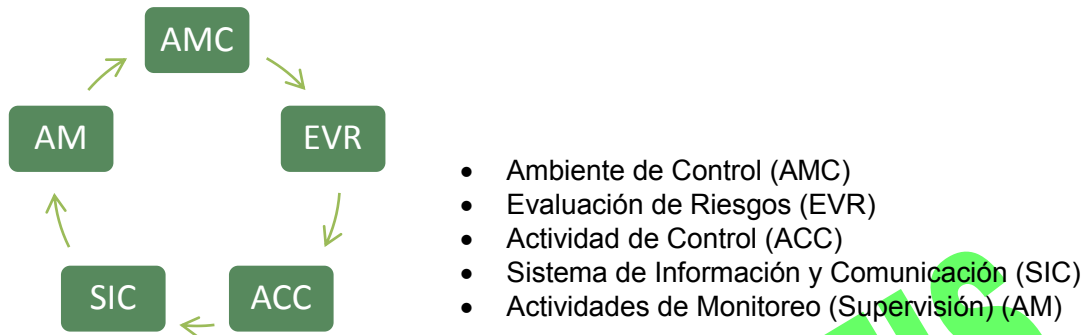 AMC
AM
EVR
SIC
ACC
• Ambiente de Control (AMC)
• Evaluación de Riesgos (EVR)
• Actividad de Control (ACC)
• Sistema de Información y Comunicación (SIC)
• Actividades de Monitoreo (Supervisión) (AM)